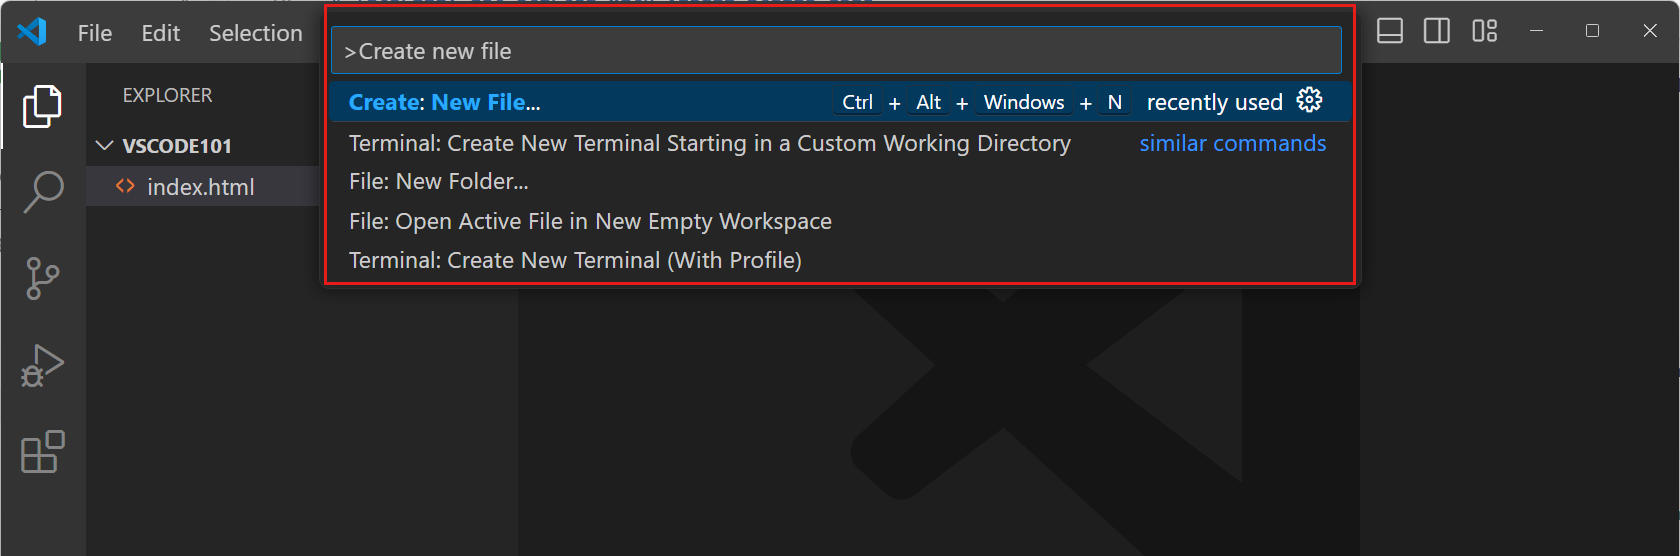 File Edit Selection
>Create new file
Create: New File... Ctrl + Alt + Windows + N recently used
Terminal: Create New Terminal Starting in a Custom Working Directory similar commands
File: New Folder...
File: Open Active File in New Empty Workspace
Terminal: Create New Terminal (With Profile)
EXPLORER
VSCODE101
index.html